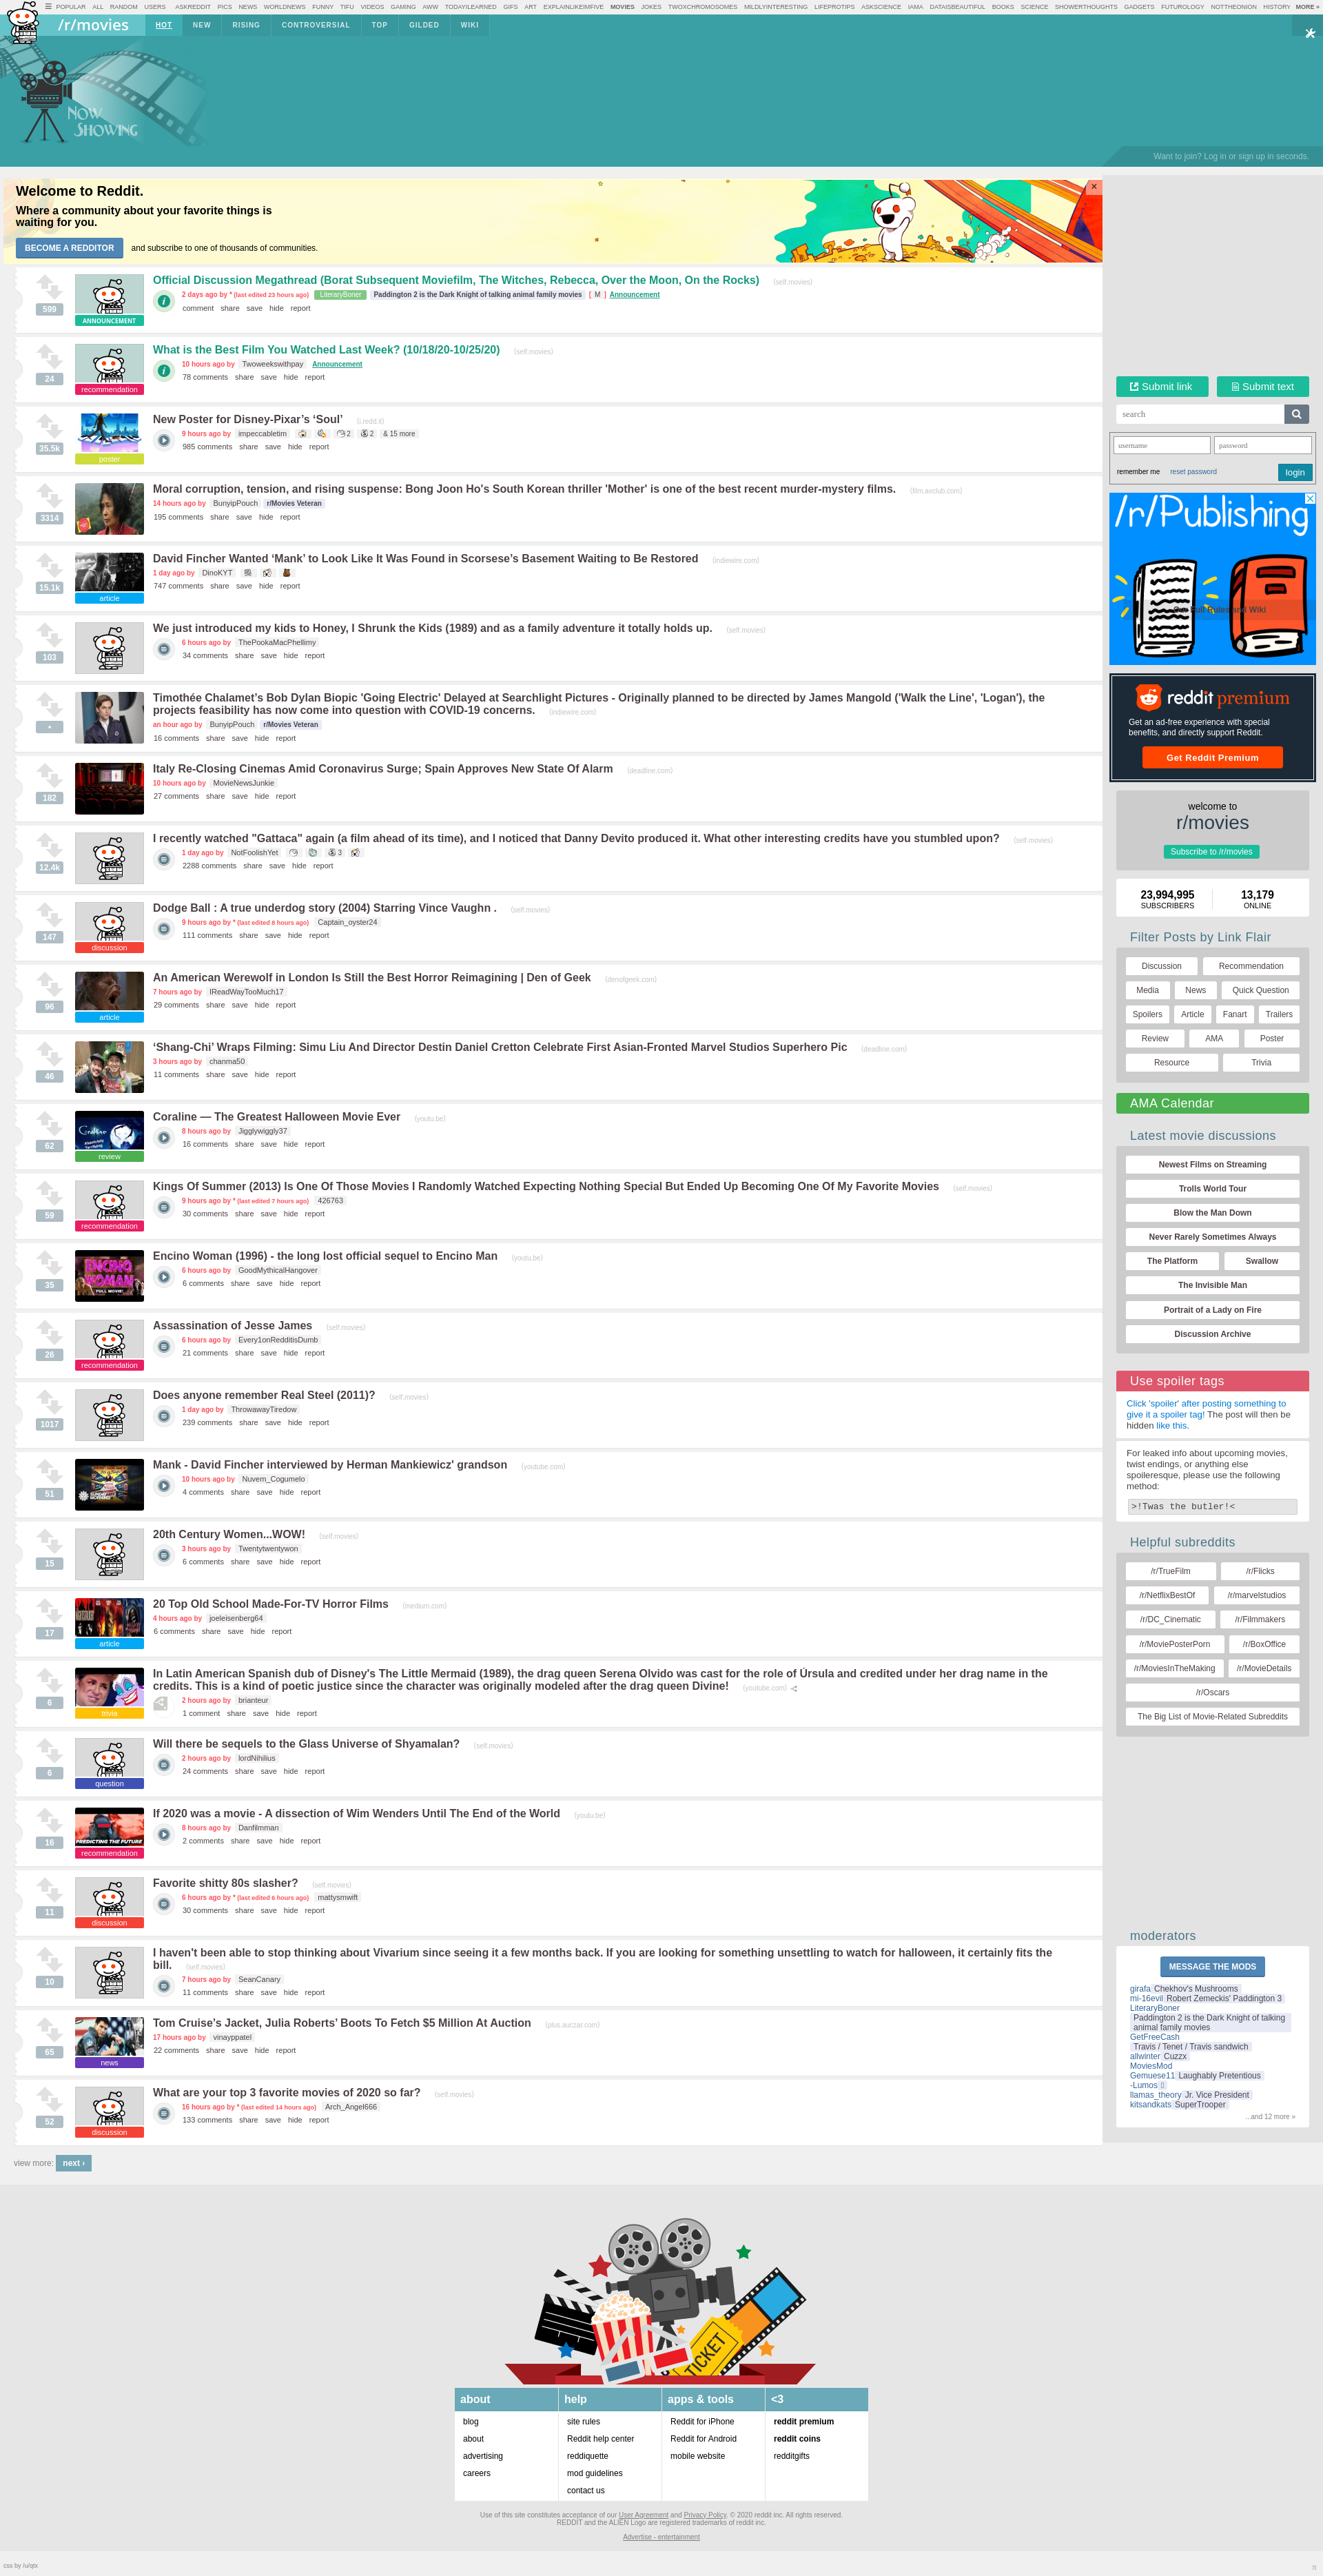 POPULAR ALL RANDOM USERS ASKREDDIT PICS NEWS WORLDNEWS FUNNY TIFU VIDEOS GAMING AWW TODAYILEARNED GIFS ART EXPLAINLIKEIMFIVE MOVIES JOKES TWOXCHROMOSOMES MILDLYINTERESTING LIFEPROTIPS ASKSCIENCE IAMA DATAISBEAUTIFUL BOOKS SCIENCE SHOWERTHOUGHTS GADGETS FUTUROLOGY NOTTHEONION HISTORY MORE »
/r/movies HOT NEW RISING CONTROVERSIAL TOP GILDED WIKI
NOW
SHOWING
Want to join? Log in or sign up in seconds.
Welcome to Reddit.
Where a community about your favorite things is
waiting for you.
BECOME A REDDITOR and subscribe to one of thousands of communities.
Official Discussion Megathread (Borat Subsequent Moviefilm, The Witches, Rebecca, Over the Moon, On the Rocks) (self.movies)
2 days ago by * (last edited 23 hours ago) LiteraryBoner Paddington 2 is the Dark Knight of talking animal family movies [ M ] Announcement
599
comment share save hide report
ANNOUNCEMENT
What is the Best Film You Watched Last Week? (10/18/20-10/25/20) (self.movies)
10 hours ago by Twoweekswithpay Announcement
24
78 comments share save hide report
recommendation
New Poster for Disney-Pixar’s ‘Soul’ (i.redd.it)
9 hours ago by impeccabletim 2 2 & 15 more
35.5k
985 comments share save hide report
poster
Moral corruption, tension, and rising suspense: Bong Joon Ho's South Korean thriller 'Mother' is one of the best recent murder-mystery films. (film.avclub.com)
14 hours ago by BunyipPouch r/Movies Veteran
3314
195 comments share save hide report
David Fincher Wanted ‘Mank’ to Look Like It Was Found in Scorsese’s Basement Waiting to Be Restored (indiewire.com)
1 day ago by DinoKYT
15.1k
747 comments share save hide report
article
We just introduced my kids to Honey, I Shrunk the Kids (1989) and as a family adventure it totally holds up. (self.movies)
6 hours ago by ThePookaMacPhellimy
103
34 comments share save hide report
Timothée Chalamet’s Bob Dylan Biopic 'Going Electric' Delayed at Searchlight Pictures - Originally planned to be directed by James Mangold ('Walk the Line', 'Logan'), the
projects feasibility has now come into question with COVID-19 concerns. (indiewire.com)
an hour ago by BunyipPouch r/Movies Veteran
•
16 comments share save hide report
Italy Re-Closing Cinemas Amid Coronavirus Surge; Spain Approves New State Of Alarm (deadline.com)
10 hours ago by MovieNewsJunkie
182
27 comments share save hide report
I recently watched "Gattaca" again (a film ahead of its time), and I noticed that Danny Devito produced it. What other interesting credits have you stumbled upon? (self.movies)
1 day ago by NotFoolishYet 3
12.4k
2288 comments share save hide report
Dodge Ball : A true underdog story (2004) Starring Vince Vaughn . (self.movies)
9 hours ago by * (last edited 8 hours ago) Captain_oyster24
147
111 comments share save hide report
discussion
An American Werewolf in London Is Still the Best Horror Reimagining | Den of Geek (denofgeek.com)
7 hours ago by IReadWayTooMuch17
96
29 comments share save hide report
article
‘Shang-Chi’ Wraps Filming: Simu Liu And Director Destin Daniel Cretton Celebrate First Asian-Fronted Marvel Studios Superhero Pic (deadline.com)
3 hours ago by chanma50
46
11 comments share save hide report
Coraline — The Greatest Halloween Movie Ever (youtu.be)
8 hours ago by Jigglywiggly37
62
16 comments share save hide report
review
Kings Of Summer (2013) Is One Of Those Movies I Randomly Watched Expecting Nothing Special But Ended Up Becoming One Of My Favorite Movies (self.movies)
9 hours ago by * (last edited 7 hours ago) 426763
59
30 comments share save hide report
recommendation
Encino Woman (1996) - the long lost official sequel to Encino Man (youtu.be)
6 hours ago by GoodMythicalHangover
ENCINO
WOMAN
FULL MOVIE!
35
6 comments share save hide report
Assassination of Jesse James (self.movies)
6 hours ago by Every1onRedditisDumb
26
21 comments share save hide report
recommendation
Does anyone remember Real Steel (2011)? (self.movies)
1 day ago by ThrowawayTiredow
1017
239 comments share save hide report
Mank - David Fincher interviewed by Herman Mankiewicz' grandson (youtube.com)
10 hours ago by Nuvem_Cogumelo
51
4 comments share save hide report
20th Century Women...WOW! (self.movies)
3 hours ago by Twentytwentywon
15
6 comments share save hide report
20 Top Old School Made-For-TV Horror Films (medium.com)
4 hours ago by joeleisenberg64
17
6 comments share save hide report
article
In Latin American Spanish dub of Disney's The Little Mermaid (1989), the drag queen Serena Olvido was cast for the role of Úrsula and credited under her drag name in the
credits. This is a kind of poetic justice since the character was originally modeled after the drag queen Divine! (youtube.com)
2 hours ago by brianteur
6
1 comment share save hide report
trivia
Will there be sequels to the Glass Universe of Shyamalan? (self.movies)
2 hours ago by lordNihilius
6
24 comments share save hide report
question
If 2020 was a movie - A dissection of Wim Wenders Until The End of the World (youtu.be)
8 hours ago by Danfilmman
16
2 comments share save hide report
PREDICTING THE FUTURE
recommendation
Favorite shitty 80s slasher? (self.movies)
6 hours ago by * (last edited 6 hours ago) mattysmwift
11
30 comments share save hide report
discussion
I haven't been able to stop thinking about Vivarium since seeing it a few months back. If you are looking for something unsettling to watch for halloween, it certainly fits the
bill. (self.movies)
7 hours ago by SeanCanary
10
11 comments share save hide report
Tom Cruise’s Jacket, Julia Roberts’ Boots To Fetch $5 Million At Auction (plus.auczar.com)
17 hours ago by vinayppatel
65
22 comments share save hide report
news
What are your top 3 favorite movies of 2020 so far? (self.movies)
16 hours ago by * (last edited 14 hours ago) Arch_Angel666
52
133 comments share save hide report
discussion
view more: next ›
Submit link Submit text
search
username password
remember me reset password login
/r/Publishing
Our Full Rules and Wiki
reddit premium
Get an ad-free experience with special
benefits, and directly support Reddit.
Get Reddit Premium
welcome to
r/movies
Subscribe to /r/movies
23,994,995 13,179
SUBSCRIBERS ONLINE
Filter Posts by Link Flair
Discussion Recommendation
Media News Quick Question
Spoilers Article Fanart Trailers
Review AMA Poster
Resource Trivia
AMA Calendar
Latest movie discussions
Newest Films on Streaming
Trolls World Tour
Blow the Man Down
Never Rarely Sometimes Always
The Platform Swallow
The Invisible Man
Portrait of a Lady on Fire
Discussion Archive
Use spoiler tags
Click 'spoiler' after posting something to
give it a spoiler tag! The post will then be
hidden like this.
For leaked info about upcoming movies,
twist endings, or anything else
spoileresque, please use the following
method:
>!Twas the butler!<
Helpful subreddits
/r/TrueFilm /r/Flicks
/r/NetflixBestOf /r/marvelstudios
/r/DC_Cinematic /r/Filmmakers
/r/MoviePosterPorn /r/BoxOffice
/r/MoviesInTheMaking /r/MovieDetails
/r/Oscars
The Big List of Movie-Related Subreddits
moderators
MESSAGE THE MODS
girafa Chekhov's Mushrooms
mi-16evil Robert Zemeckis' Paddington 3
LiteraryBoner
Paddington 2 is the Dark Knight of talking
animal family movies
GetFreeCash
Travis / Tenet / Travis sandwich
allwinter Cuzzx
MoviesMod
Gemuese11 Laughably Pretentious
-Lumos
llamas_theory Jr. Vice President
kitsandkats SuperTrooper
...and 12 more »
TICKET
about help apps & tools <3
blog site rules Reddit for iPhone reddit premium
about Reddit help center Reddit for Android reddit coins
advertising reddiquette mobile website redditgifts
careers mod guidelines
contact us
Use of this site constitutes acceptance of our User Agreement and Privacy Policy. © 2020 reddit inc. All rights reserved.
REDDIT and the ALIEN Logo are registered trademarks of reddit inc.
Advertise - entertainment
css by /u/qtx
π